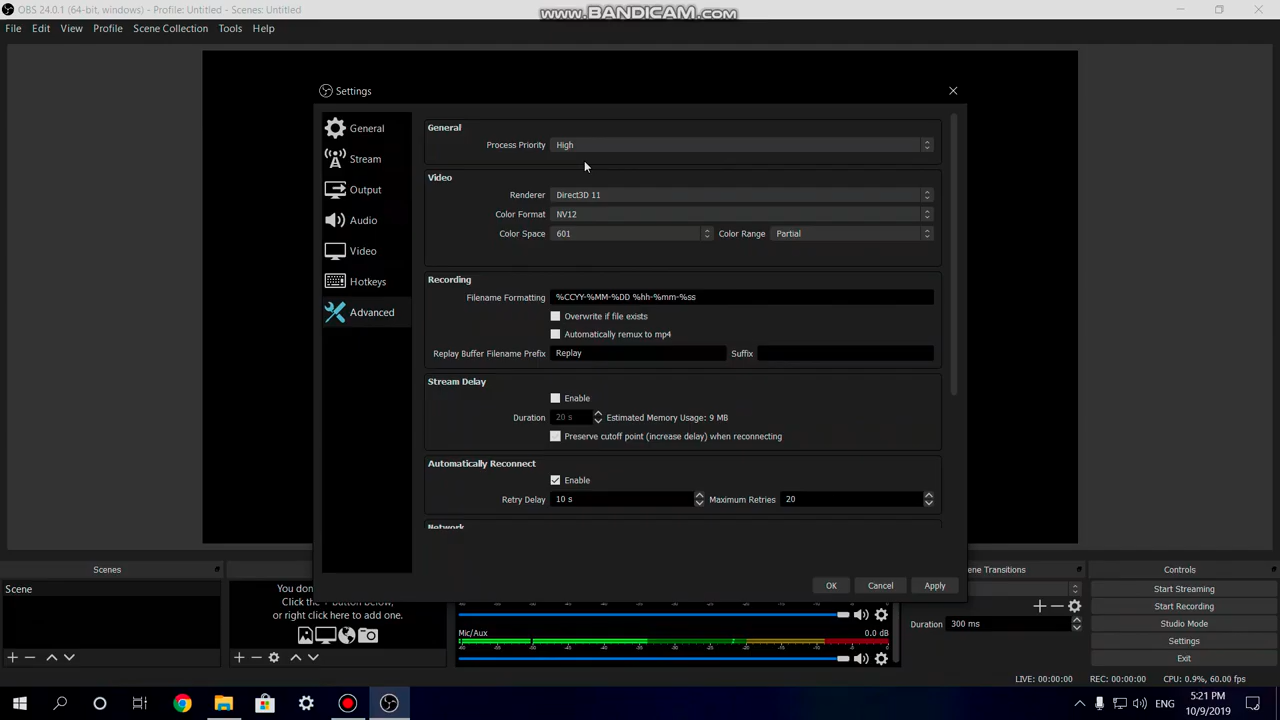 OBS 24.0.1 (64-bit, windows) - Profile: Untitled - Scenes: Untitled
www.BANDICAM.com
File Edit View Profile Scene Collection Tools Help
Settings
General
Stream
Output
Audio
Video
Hotkeys
Advanced
General
Process Priority High
Video
Renderer Direct3D 11
Color Format NV12
Color Space 601 Color Range Partial
Recording
Filename Formatting %CCYY-%MM-%DD %hh-%mm-%ss
Overwrite if file exists
Automatically remux to mp4
Replay Buffer Filename Prefix Replay Suffix
Stream Delay
Enable
Duration 20 s Estimated Memory Usage: 9 MB
Preserve cutoff point (increase delay) when reconnecting
Automatically Reconnect
Enable
Retry Delay 10 s Maximum Retries 20
Network
OK Cancel Apply
Scenes
Scene
You don
Click the + button below,
or right click here to add one.
Mic/Aux 0.0 dB
ene Transitions
Duration 300 ms
Controls
Start Streaming
Start Recording
Studio Mode
Settings
Exit
LIVE: 00:00:00 REC: 00:00:00 CPU: 0.9%, 60.00 fps
5:21 PM
10/9/2019